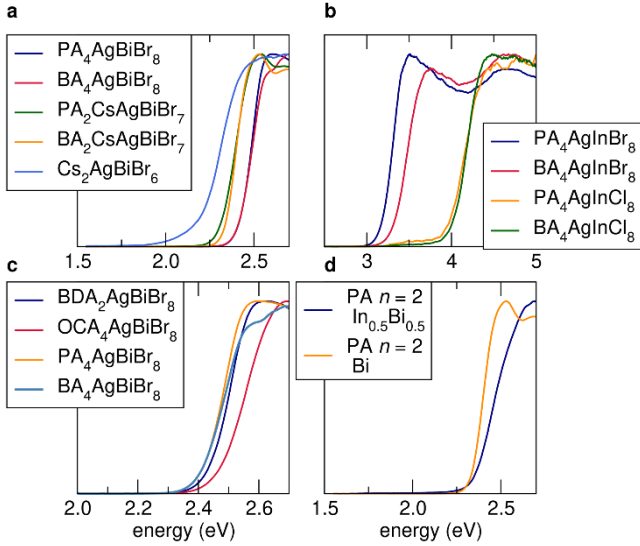 a
PA₄AgBiBr₈
BA₄AgBiBr₈
PA₂CsAgBiBr₇
BA₂CsAgBiBr₇
Cs₂AgBiBr₆
1.5 2.0 2.5
b
PA₄AgInBr₈
BA₄AgInBr₈
PA₄AgInCl₈
BA₄AgInCl₈
3 4 5
c
BDA₂AgBiBr₈
OCA₄AgBiBr₈
PA₄AgBiBr₈
BA₄AgBiBr₈
2.0 2.2 2.4 2.6
energy (eV)
d
PA n = 2
In₀.₅Bi₀.₅
PA n = 2
Bi
1.5 2.0 2.5
energy (eV)